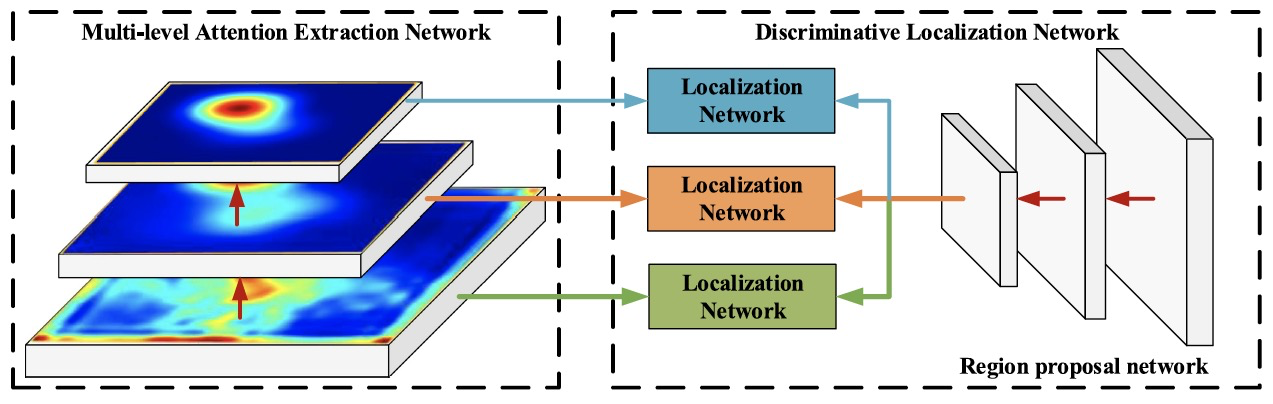 Multi-level Attention Extraction Network
Discriminative Localization Network
Localization
Network
Localization
Network
Localization
Network
Region proposal network